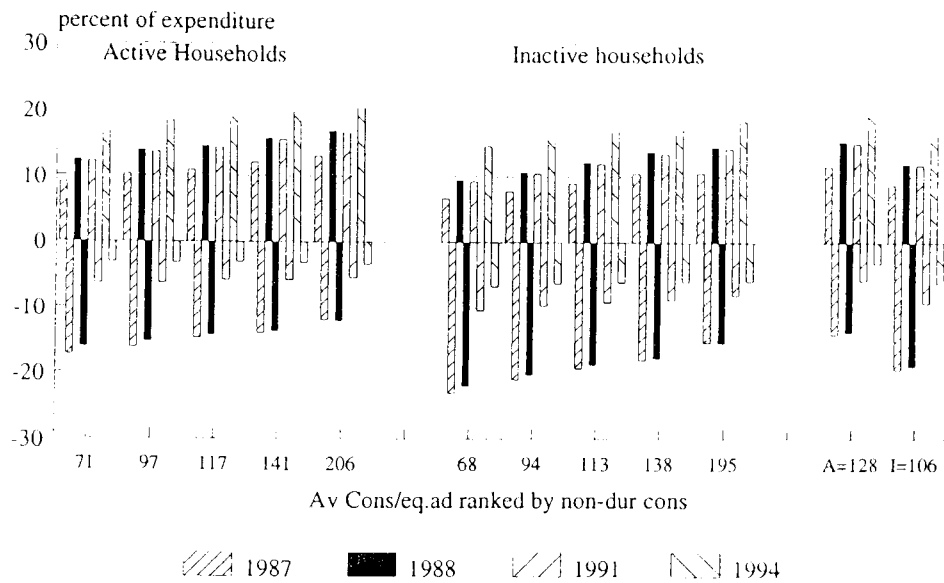 percent of expenditure
30
Active Households
Inactive households
20
10
0
-10
-20
-30
71 97 117 141 206 68 94 113 138 195 A=128 I=106
Av Cons/eq.ad ranked by non-dur cons
1987 1988 1991 1994